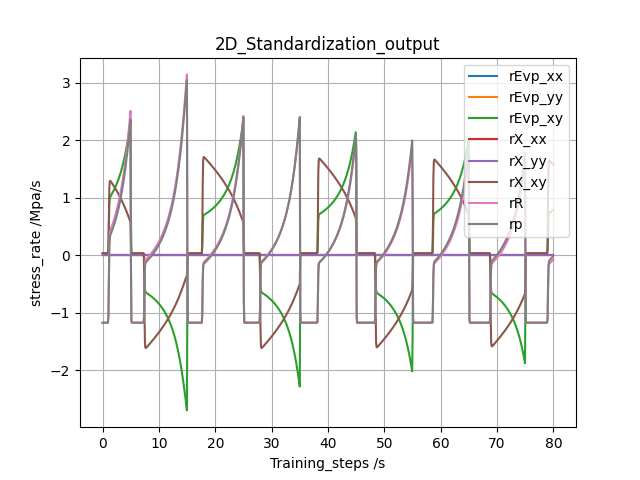 2D_Standardization_output
stress_rate /Mpa/s
3
2
1
0
−1
−2
0 10 20 30 40 50 60 70 80
Training_steps /s
rEvp_xx
rEvp_yy
rEvp_xy
rX_xx
rX_yy
rX_xy
rR
rp